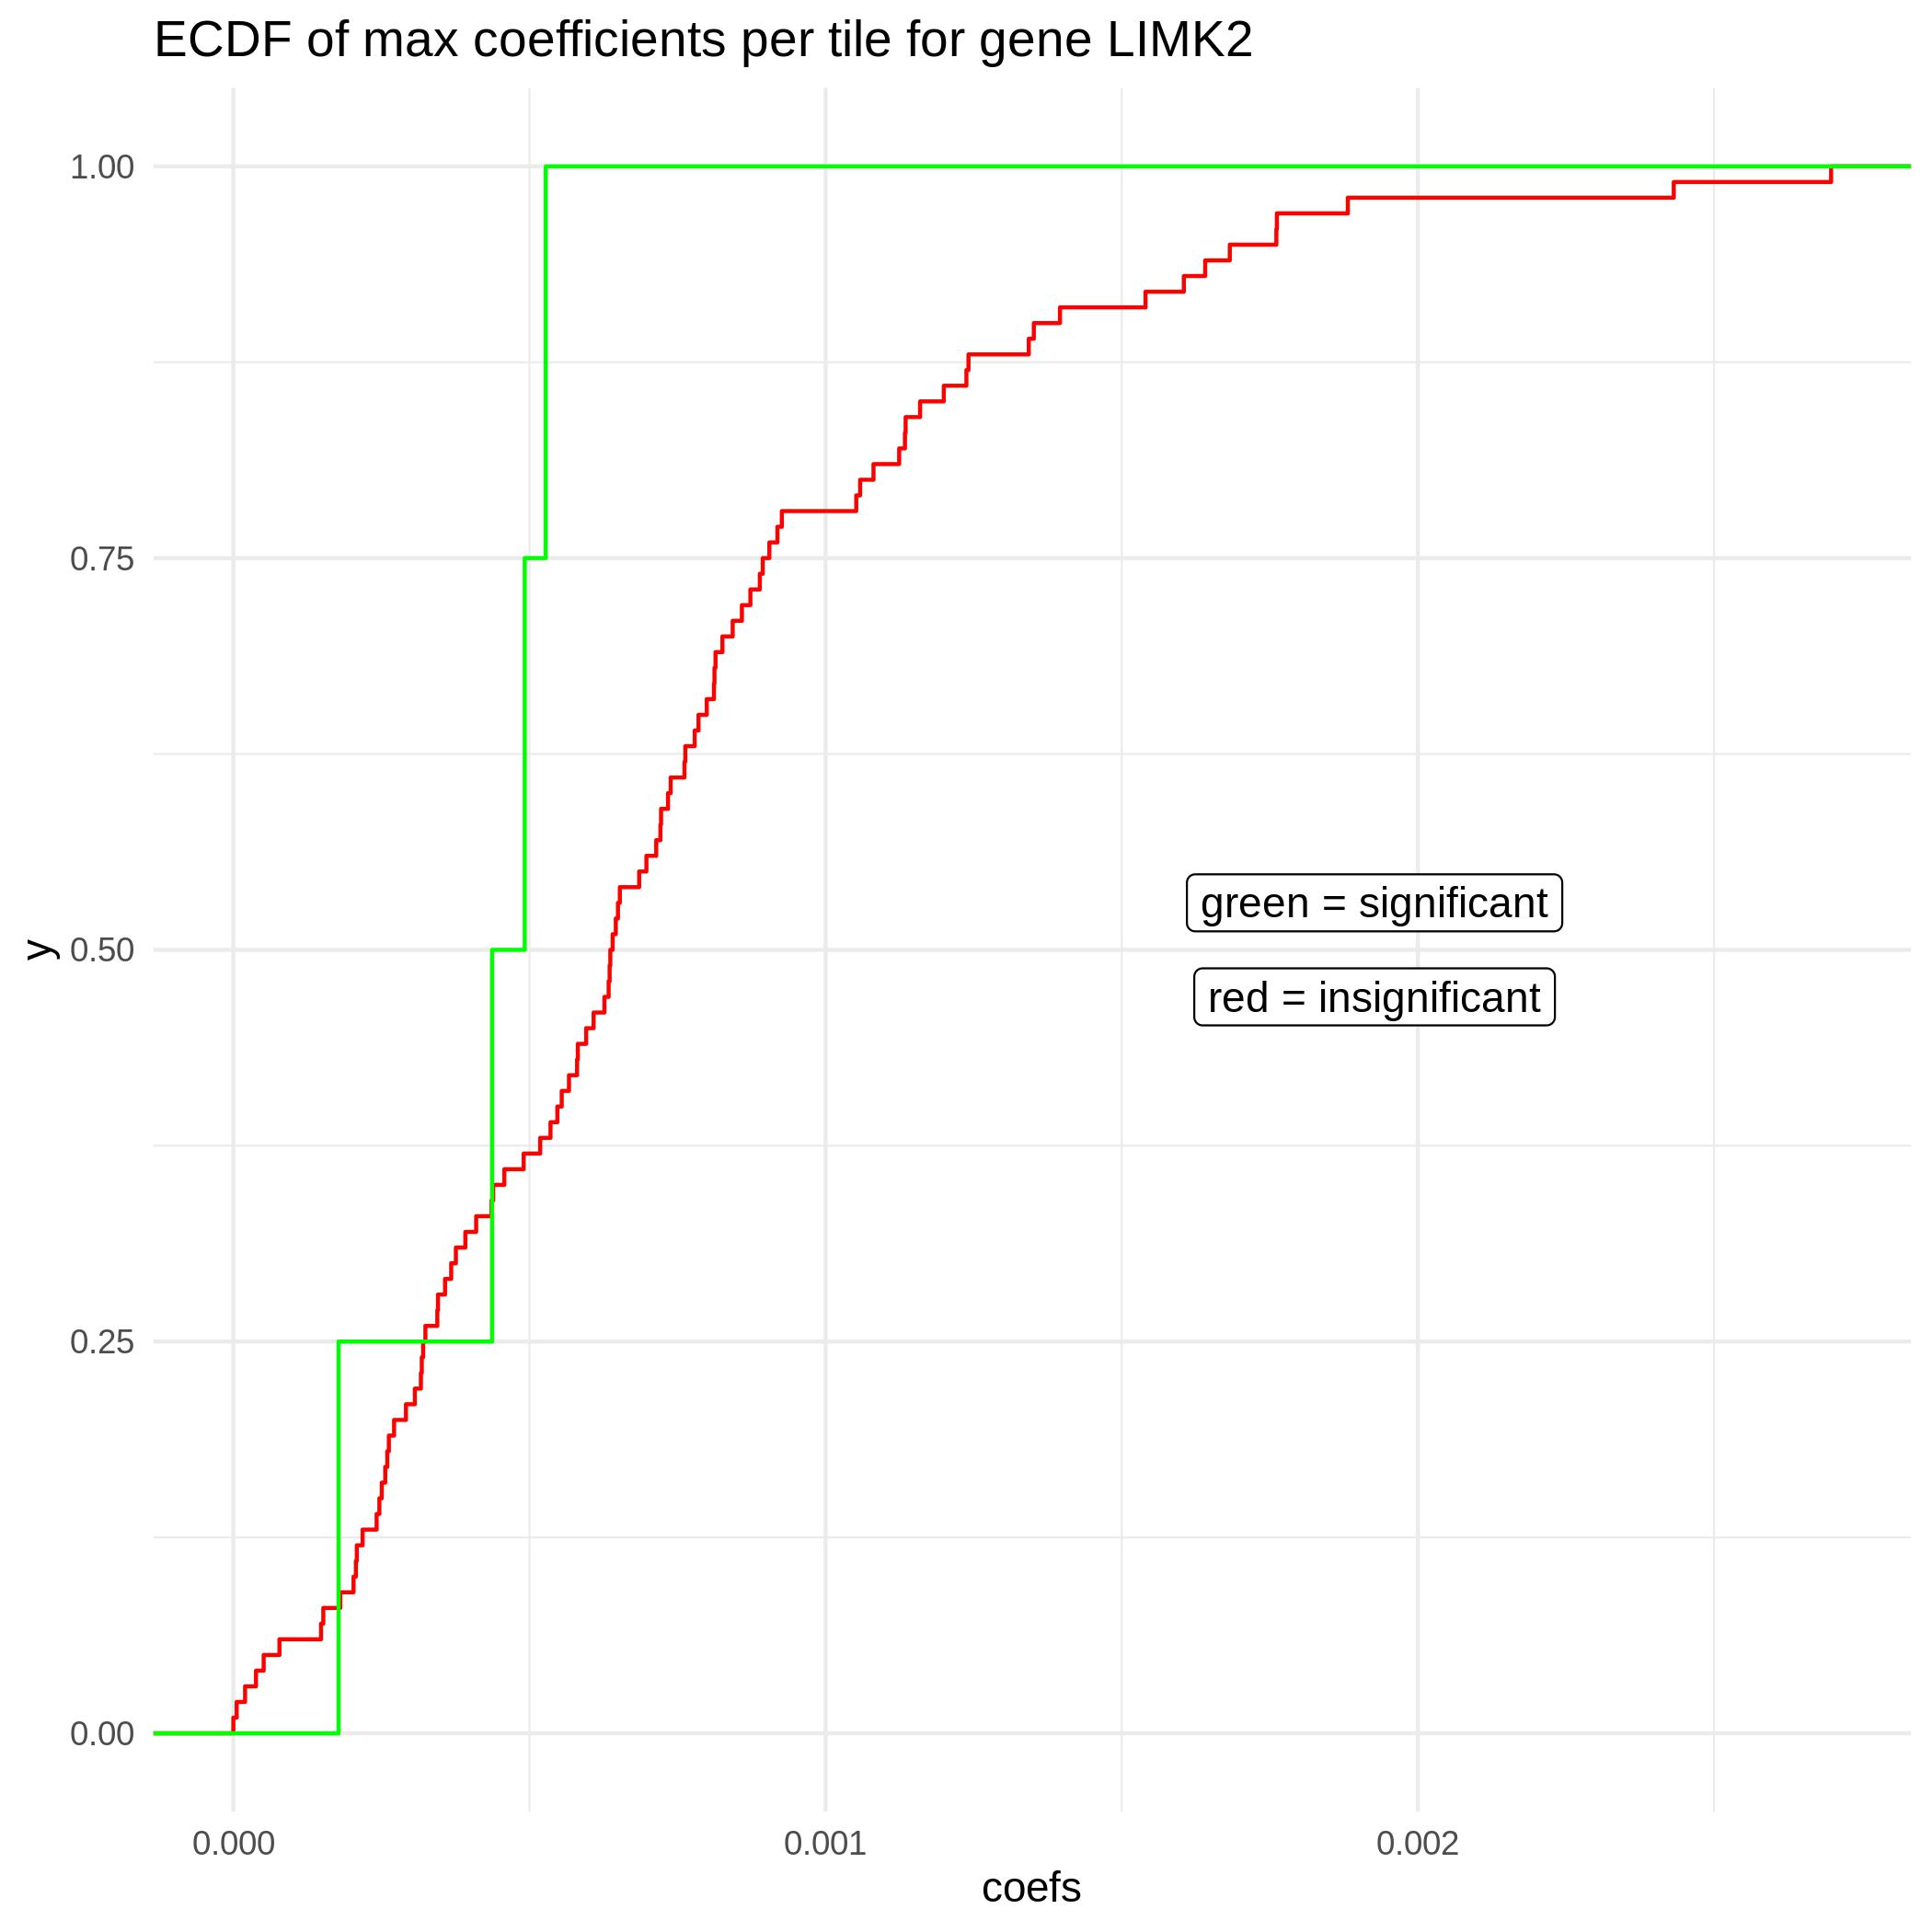 ECDF of max coefficients per tile for gene LIMK2
1.00
0.75
0.50
0.25
0.00
y
green = significant
red = insignificant
0.000 0.001 0.002
coefs